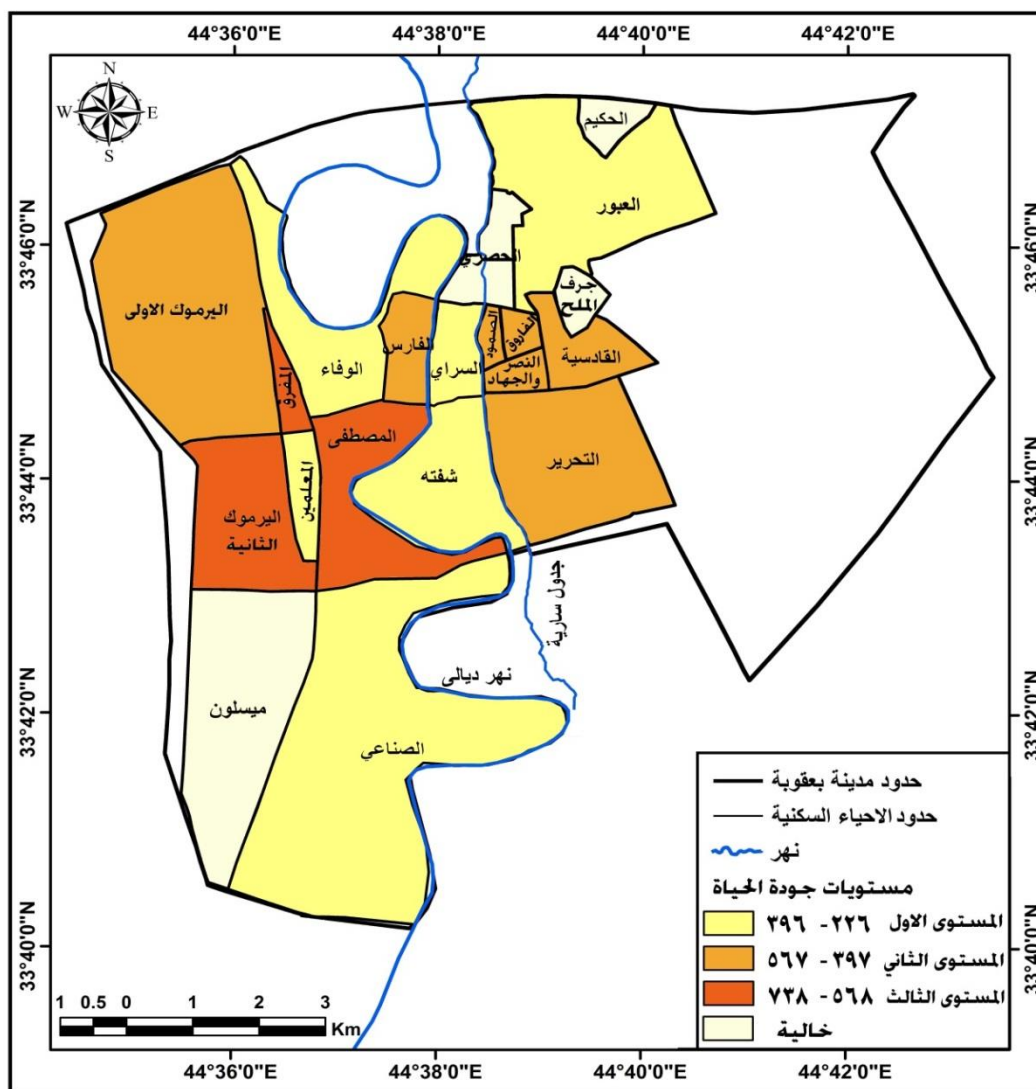 44°36'0"E 44°38'0"E 44°40'0"E 44°42'0"E
N
W E
S
33°46'0"N
33°46'0"N
33°44'0"N
33°44'0"N
33°42'0"N
33°42'0"N
33°40'0"N
33°40'0"N
الحكيم
العبور
الحصري
جرف
الملح
اليرموك الاولى
الفارس
الصمود
الفاروق
القادسية
الوفاء
السراي
النصر
والجهاد
المفرق
المصطفى
التحرير
شفته
المعلمين
اليرموك
الثانية
جدول سارية
نهر ديالى
ميسلون
الصناعي
حدود مدينة بعقوبة
حدود الاحياء السكنية
نهر
مستويات جودة الحياة
المستوى الاول ٢٢٦ - ٣٩٦
المستوى الثاني ٣٩٧ - ٥٦٧
المستوى الثالث ٥٦٨ - ٧٣٨
خالية
1 0.5 0 1 2 3
Km
44°36'0"E 44°38'0"E 44°40'0"E 44°42'0"E